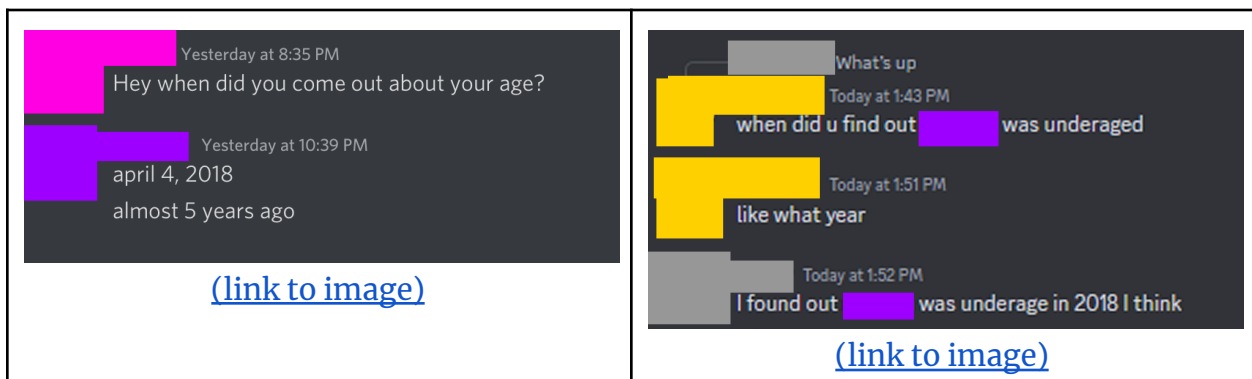 Yesterday at 8:35 PM
Hey when did you come out about your age?
Yesterday at 10:39 PM
april 4, 2018
almost 5 years ago
(link to image)
What's up
Today at 1:43 PM
when did u find out was underaged
Today at 1:51 PM
like what year
Today at 1:52 PM
I found out was underage in 2018 I think
(link to image)